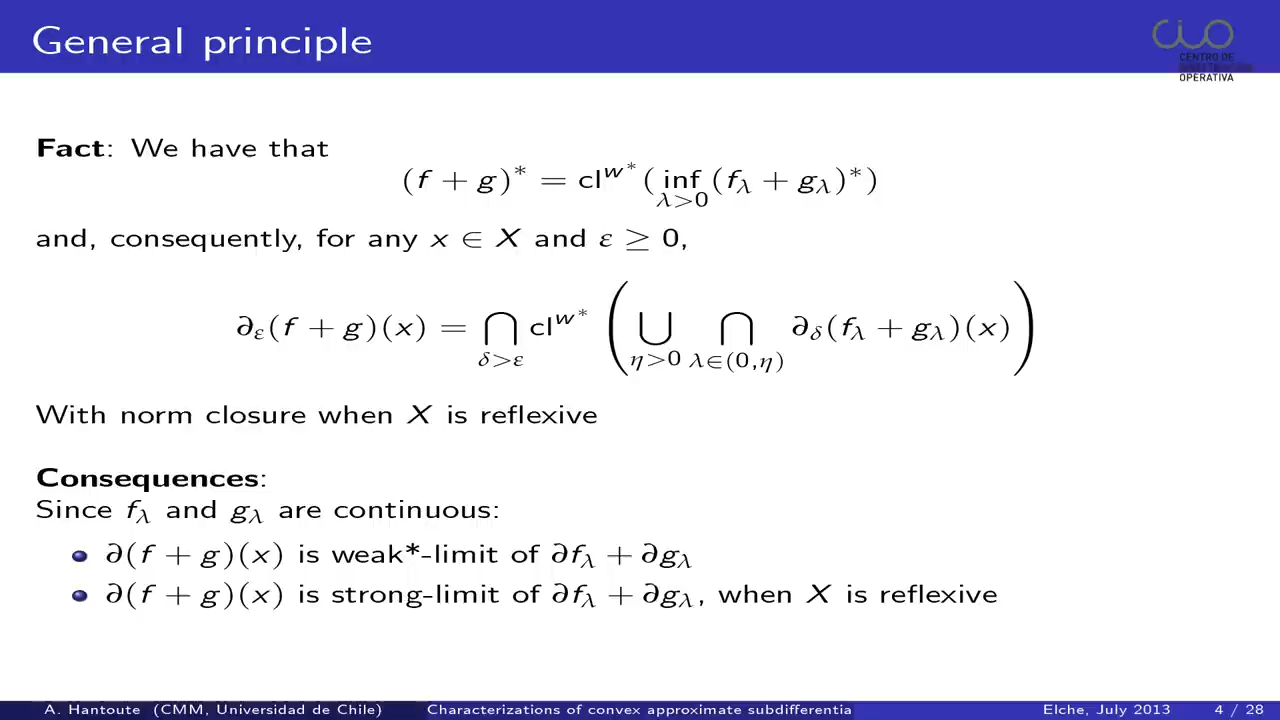 General principle
CENTRO DE
OPERATIVA
Fact: We have that
(f + g)* = cl^{w*}( inf_{λ>0} (f_λ + g_λ)*)
and, consequently, for any x ∈ X and ε ≥ 0,
∂_ε(f + g)(x) = ⋂_{δ>ε} cl^{w*} ( ⋃_{η>0} ⋂_{λ∈(0,η)} ∂_δ(f_λ + g_λ)(x) )
With norm closure when X is reflexive
Consequences:
Since f_λ and g_λ are continuous:
• ∂(f + g)(x) is weak*-limit of ∂f_λ + ∂g_λ
• ∂(f + g)(x) is strong-limit of ∂f_λ + ∂g_λ, when X is reflexive
A. Hantoute (CMM, Universidad de Chile) Characterizations of convex approximate subdifferentia Elche, July 2013 4 / 28